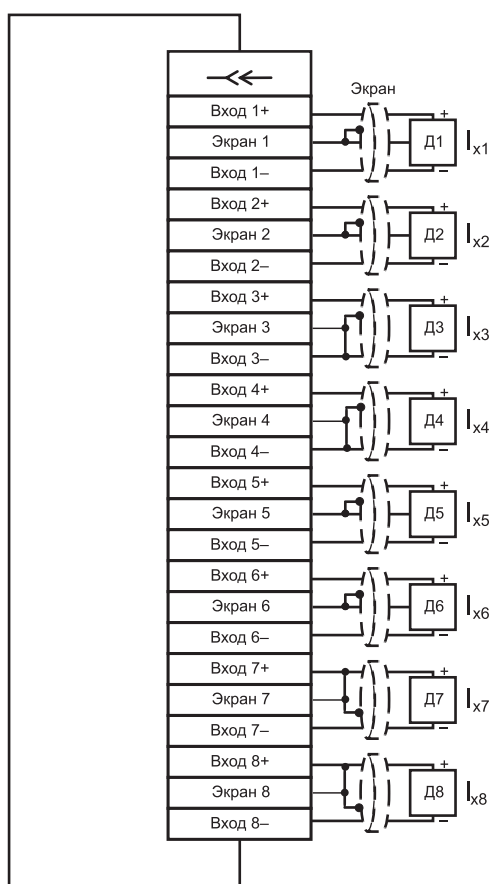 Экран
Вход 1+
+
Экран 1
Д1
Ix1
Вход 1–
–
Вход 2+
+
Экран 2
Д2
Ix2
Вход 2–
–
Вход 3+
+
Экран 3
Д3
Ix3
Вход 3–
–
Вход 4+
+
Экран 4
Д4
Ix4
Вход 4–
–
Вход 5+
+
Экран 5
Д5
Ix5
Вход 5–
–
Вход 6+
+
Экран 6
Д6
Ix6
Вход 6–
–
Вход 7+
+
Экран 7
Д7
Ix7
Вход 7–
–
Вход 8+
+
Экран 8
Д8
Ix8
Вход 8–
–